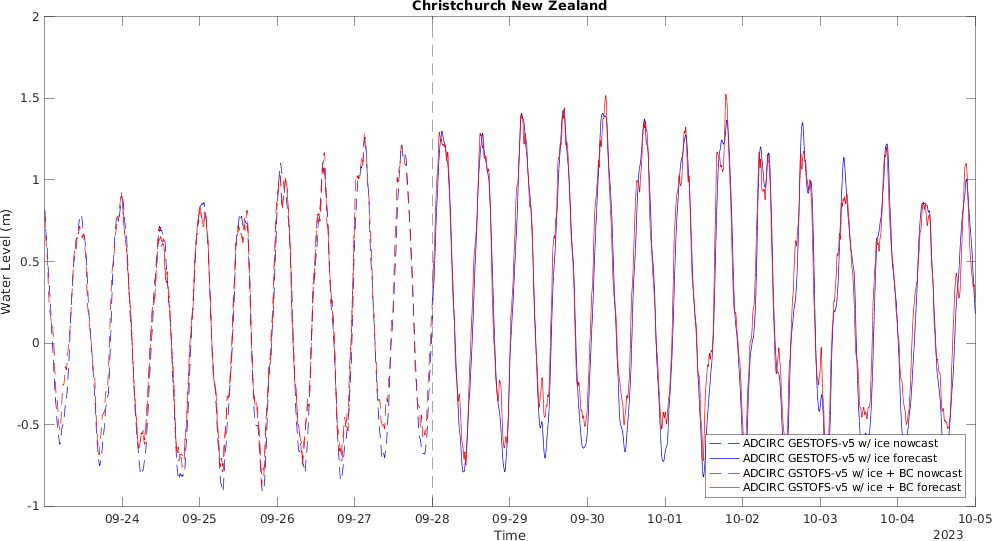 Christchurch New Zealand
2
1.5
1
0.5
0
-0.5
-1
Water Level (m)
ADCIRC GESTOFS-v5 w/ ice nowcast
ADCIRC GESTOFS-v5 w/ ice forecast
ADCIRC GSTOFS-v5 w/ ice + BC nowcast
ADCIRC GSTOFS-v5 w/ ice + BC forecast
09-24 09-25 09-26 09-27 09-28 09-29 09-30 10-01 10-02 10-03 10-04 10-05
Time
2023